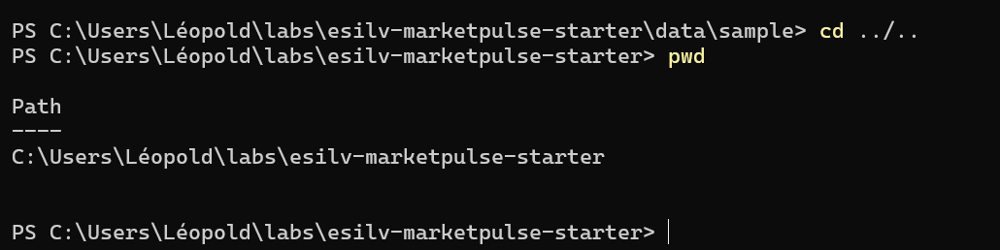 PS C:\Users\Léopold\labs\esilv-marketpulse-starter\data\sample> cd ../..
PS C:\Users\Léopold\labs\esilv-marketpulse-starter> pwd
Path
----
C:\Users\Léopold\labs\esilv-marketpulse-starter
PS C:\Users\Léopold\labs\esilv-marketpulse-starter>